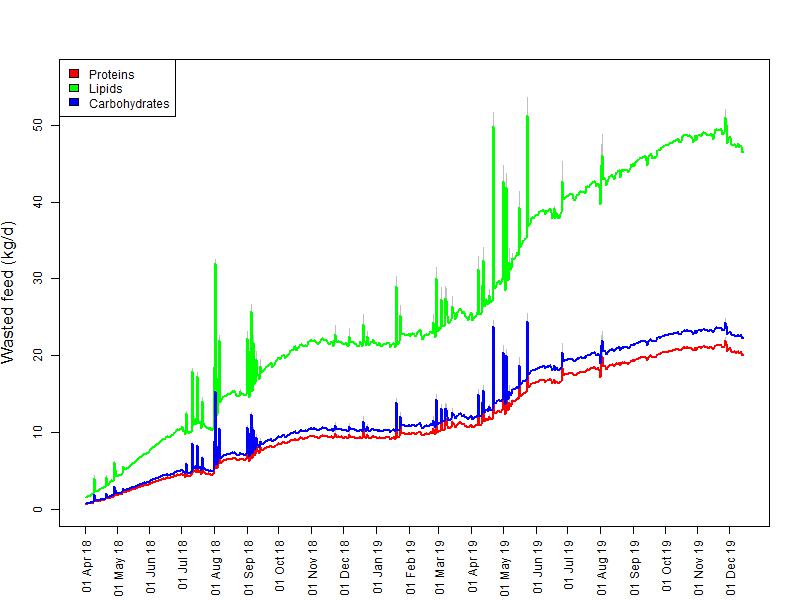 Proteins
Lipids
Carbohydrates
Wasted feed (kg/d)
50
40
30
20
10
0
01 Apr 18
01 May 18
01 Jun 18
01 Jul 18
01 Aug 18
01 Sep 18
01 Oct 18
01 Nov 18
01 Dec 18
01 Jan 19
01 Feb 19
01 Mar 19
01 Apr 19
01 May 19
01 Jun 19
01 Jul 19
01 Aug 19
01 Sep 19
01 Oct 19
01 Nov 19
01 Dec 19